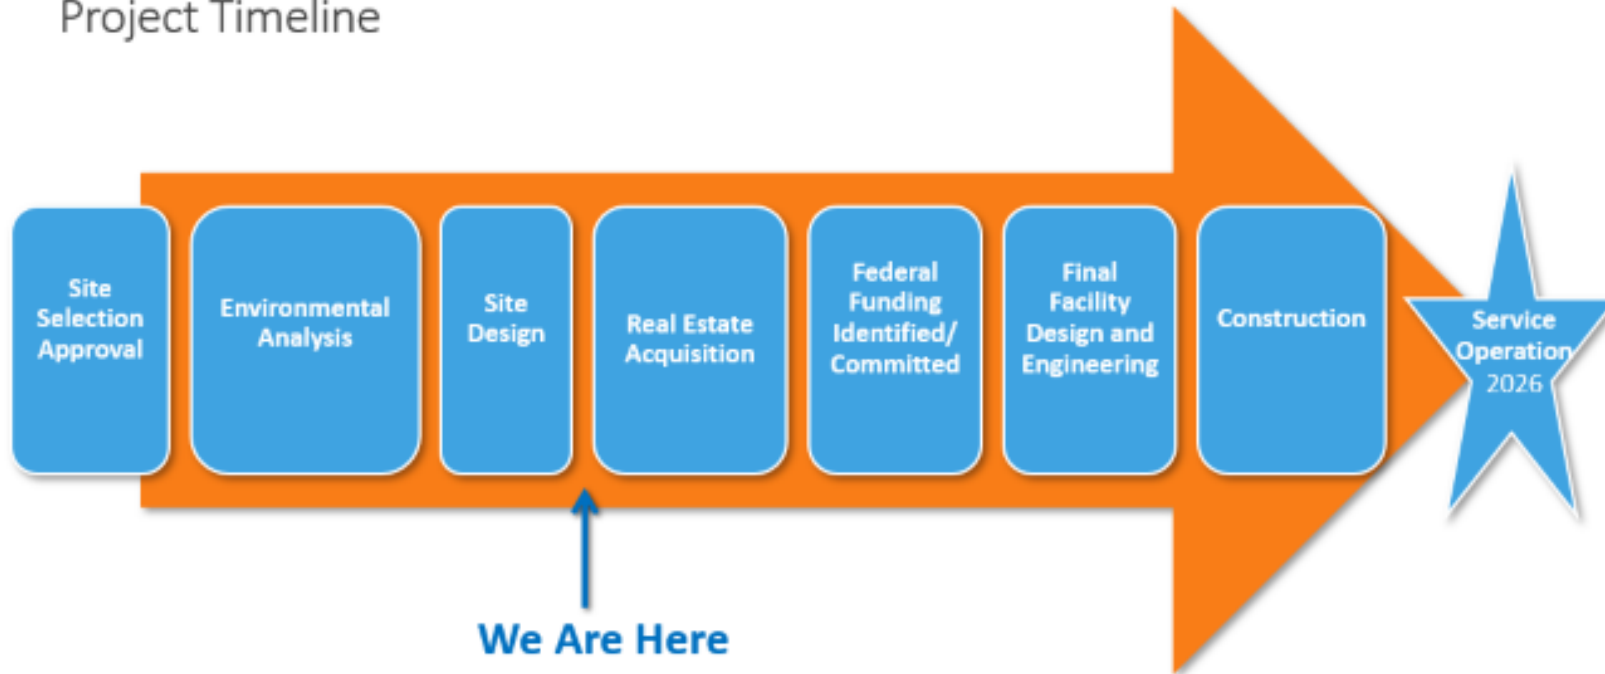 Project Timeline
Site
Selection
Approval
Environmental
Analysis
Site
Design
Real Estate
Acquisition
Federal
Funding
Identified/
Committed
Final
Facility
Design and
Engineering
Construction
Service
Operation
2026
We Are Here